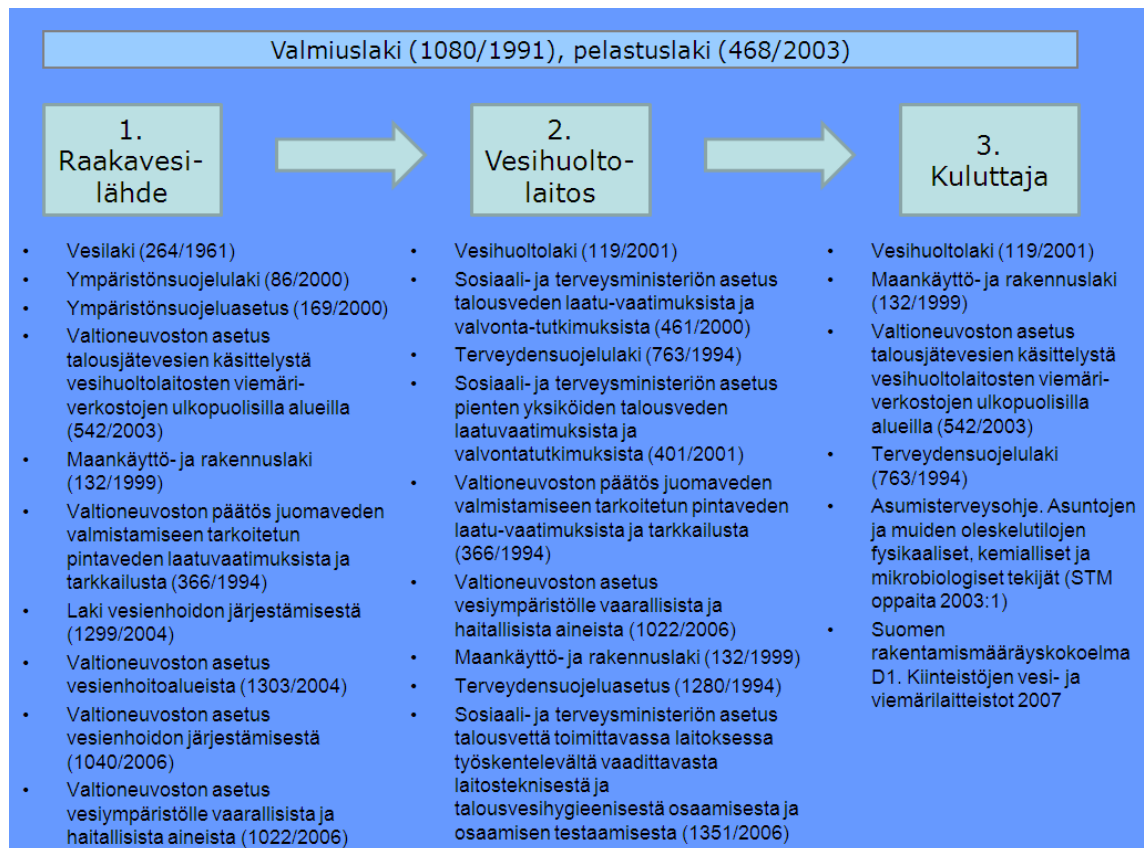 Valmiuslaki (1080/1991), pelastuslaki (468/2003)
1.
Raakavesi-
lähde
2.
Vesihuolto-
laitos
3.
Kuluttaja
• Vesilaki (264/1961)
• Ympäristönsuojelulaki (86/2000)
• Ympäristönsuojeluasetus (169/2000)
• Valtioneuvoston asetus
talousjätevesien käsittelystä
vesihuoltolaitosten viemäri-
verkostojen ulkopuolisilla alueilla
(542/2003)
• Maankäyttö- ja rakennuslaki
(132/1999)
• Valtioneuvoston päätös juomaveden
valmistamiseen tarkoitetun
pintaveden laatuvaatimuksista ja
tarkkailusta (366/1994)
• Laki vesienhoidon järjestämisestä
(1299/2004)
• Valtioneuvoston asetus
vesienhoitoalueista (1303/2004)
• Valtioneuvoston asetus
vesienhoidon järjestämisestä
(1040/2006)
• Valtioneuvoston asetus
vesiympäristölle vaarallisista ja
haitallisista aineista (1022/2006)
• Vesihuoltolaki (119/2001)
• Sosiaali- ja terveysministeriön asetus
talousveden laatu-vaatimuksista ja
valvonta-tutkimuksista (461/2000)
• Terveydensuojelulaki (763/1994)
• Sosiaali- ja terveysministeriön asetus
pienten yksiköiden talousveden
laatuvaatimuksista ja
valvontatutkimuksista (401/2001)
• Valtioneuvoston päätös juomaveden
valmistamiseen tarkoitetun pintaveden
laatu-vaatimuksista ja tarkkailusta
(366/1994)
• Valtioneuvoston asetus
vesiympäristölle vaarallisista ja
haitallisista aineista (1022/2006)
• Maankäyttö- ja rakennuslaki (132/1999)
• Terveydensuojeluasetus (1280/1994)
• Sosiaali- ja terveysministeriön asetus
talousvettä toimittavassa laitoksessa
työskentelevältä vaadittavasta
laitosteknisestä ja
talousvesihygieenisestä osaamisesta ja
osaamisen testaamisesta (1351/2006)
• Vesihuoltolaki (119/2001)
• Maankäyttö- ja rakennuslaki
(132/1999)
• Valtioneuvoston asetus
talousjätevesien käsittelystä
vesihuoltolaitosten viemäri-
verkostojen ulkopuolisilla
alueilla (542/2003)
• Terveydensuojelulaki
(763/1994)
• Asumisterveysohje. Asuntojen
ja muiden oleskelutilojen
fysikaaliset, kemialliset ja
mikrobiologiset tekijät (STM
oppaita 2003:1)
• Suomen
rakentamismääräyskokoelma
D1. Kiinteistöjen vesi- ja
viemärilaitteistot 2007